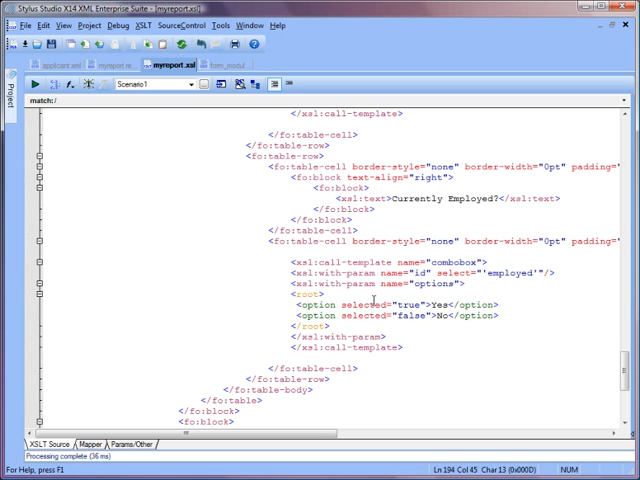 Stylus Studio X14 XML Enterprise Suite - [myreport.xsl]
File Edit View Project Debug XSLT SourceControl Tools Window Help
applicant.xml myreport.re... myreport.xsl form_modul...
Scenario1
Project
match:/
</xsl:call-template>
</fo:table-cell>
</fo:table-row>
<fo:table-row>
<fo:table-cell border-style="none" border-width="0pt" padding="
<fo:block text-align="right">
<fo:block>
<xsl:text>Currently Employed?</xsl:text>
</fo:block>
</fo:block>
</fo:table-cell>
<fo:table-cell border-style="none" border-width="0pt" padding="
<xsl:call-template name="combobox">
<xsl:with-param name="id" select="'employed'"/>
<xsl:with-param name="options">
<root>
<option selected="true">Yes</option>
<option selected="false">No</option>
</root>
</xsl:with-param>
</xsl:call-template>
</fo:table-cell>
</fo:table-row>
</fo:table-body>
</fo:table>
</fo:block>
<fo:block>
XSLT Source Mapper Params/Other
Processing complete (36 ms)
For Help, press F1 Ln 194 Col 45 Char 13 (0x000D) NUM